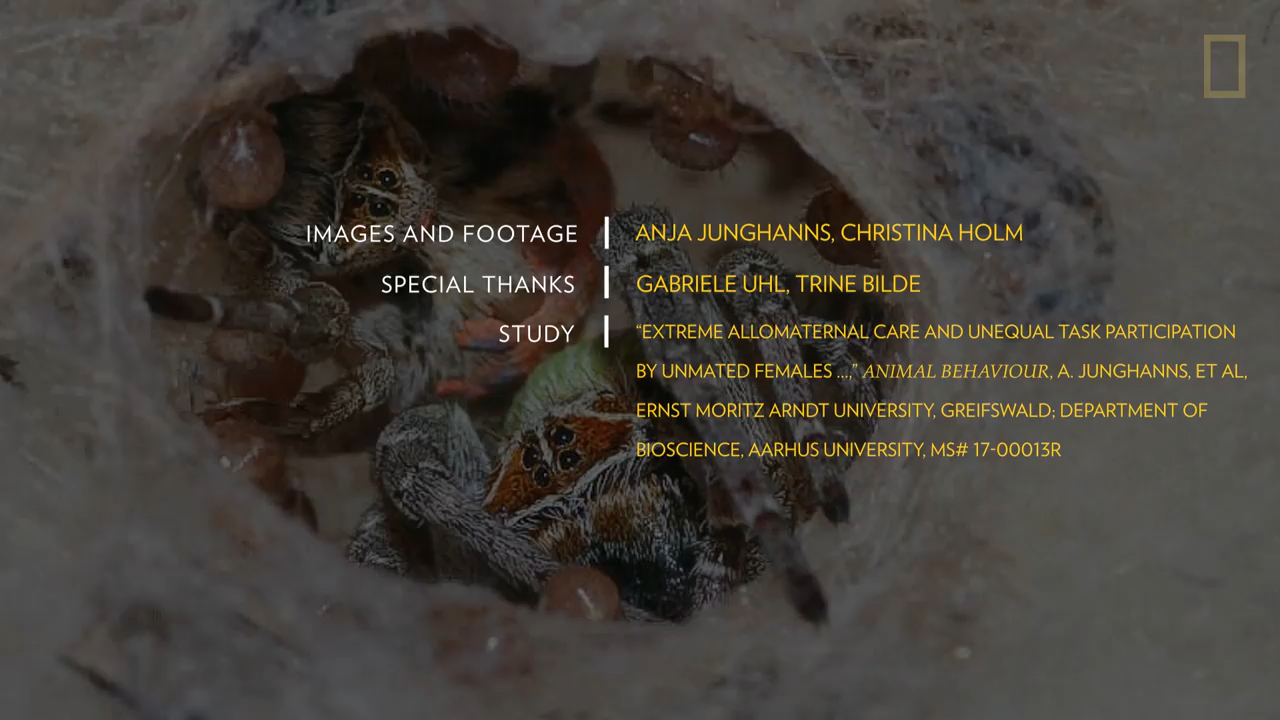 IMAGES AND FOOTAGE | ANJA JUNGHANNS, CHRISTINA HOLM
SPECIAL THANKS | GABRIELE UHL, TRINE BILDE
STUDY | “EXTREME ALLOMATERNAL CARE AND UNEQUAL TASK PARTICIPATION
BY UNMATED FEMALES ...,” ANIMAL BEHAVIOUR, A. JUNGHANNS, ET AL,
ERNST MORITZ ARNDT UNIVERSITY, GREIFSWALD; DEPARTMENT OF
BIOSCIENCE, AARHUS UNIVERSITY, MS# 17-00013R